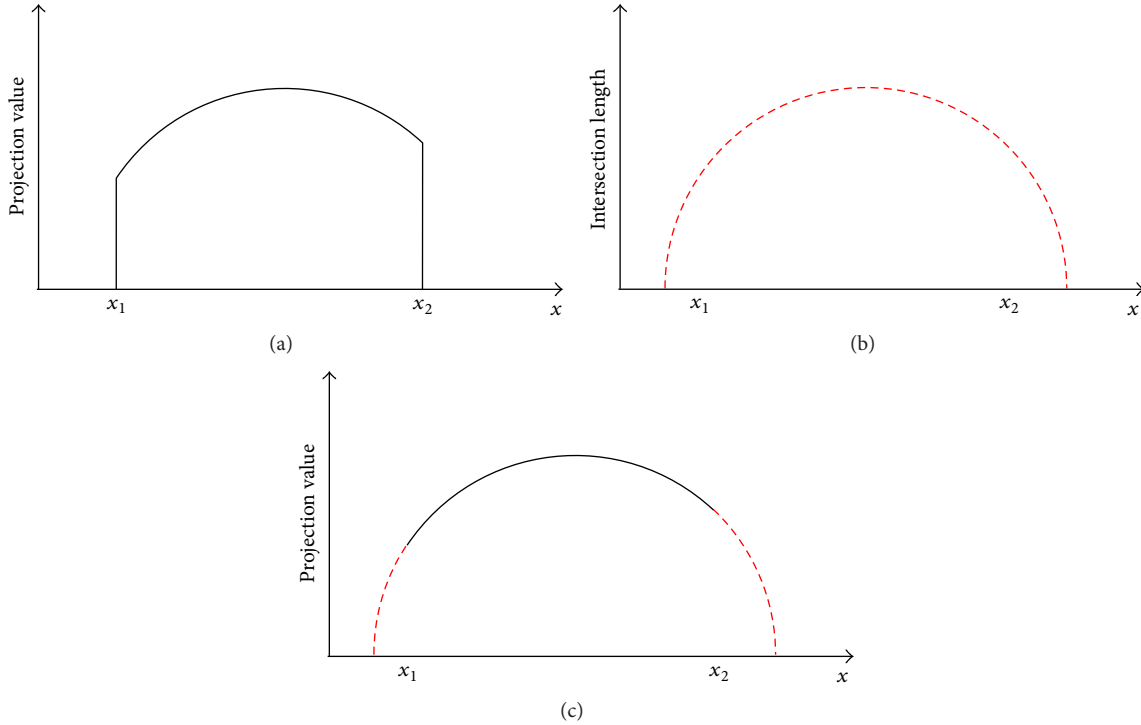 Projection value
x₁
x₂
x
(a)
Intersection length
x₁
x₂
x
(b)
Projection value
x₁
x₂
x
(c)